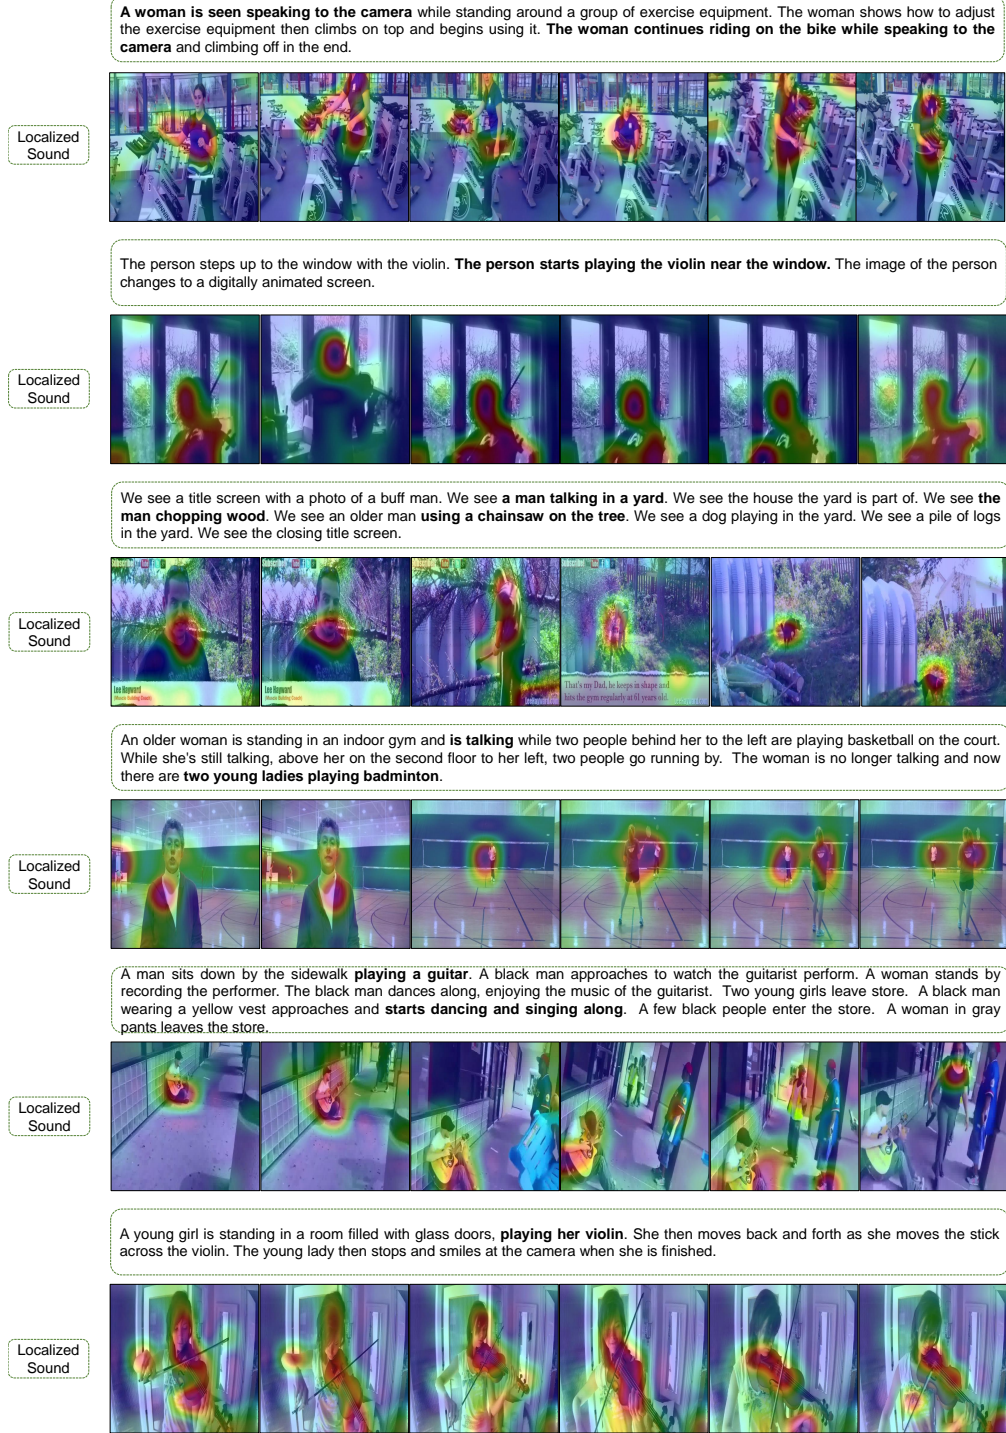 A woman is seen speaking to the camera while standing around a group of exercise equipment. The woman shows how to adjust
the exercise equipment then climbs on top and begins using it. The woman continues riding on the bike while speaking to the
camera and climbing off in the end.
Localized
Sound
SPINNING
SPINNING
The person steps up to the window with the violin. The person starts playing the violin near the window. The image of the person
changes to a digitally animated screen.
Localized
Sound
We see a title screen with a photo of a buff man. We see a man talking in a yard. We see the house the yard is part of. We see the
man chopping wood. We see an older man using a chainsaw on the tree. We see a dog playing in the yard. We see a pile of logs
in the yard. We see the closing title screen.
Localized
Sound
Subscribe!
Subscribe!
Lee Hayward
Lee Hayward
That's my Dad, he keeps in shape and
hits the gym regularly at 61 years old.
An older woman is standing in an indoor gym and is talking while two people behind her to the left are playing basketball on the court.
While she's still talking, above her on the second floor to her left, two people go running by. The woman is no longer talking and now
there are two young ladies playing badminton.
Localized
Sound
A man sits down by the sidewalk playing a guitar. A black man approaches to watch the guitarist perform. A woman stands by
recording the performer. The black man dances along, enjoying the music of the guitarist. Two young girls leave store. A black man
wearing a yellow vest approaches and starts dancing and singing along. A few black people enter the store. A woman in gray
pants leaves the store.
Localized
Sound
A young girl is standing in a room filled with glass doors, playing her violin. She then moves back and forth as she moves the stick
across the violin. The young lady then stops and smiles at the camera when she is finished.
Localized
Sound